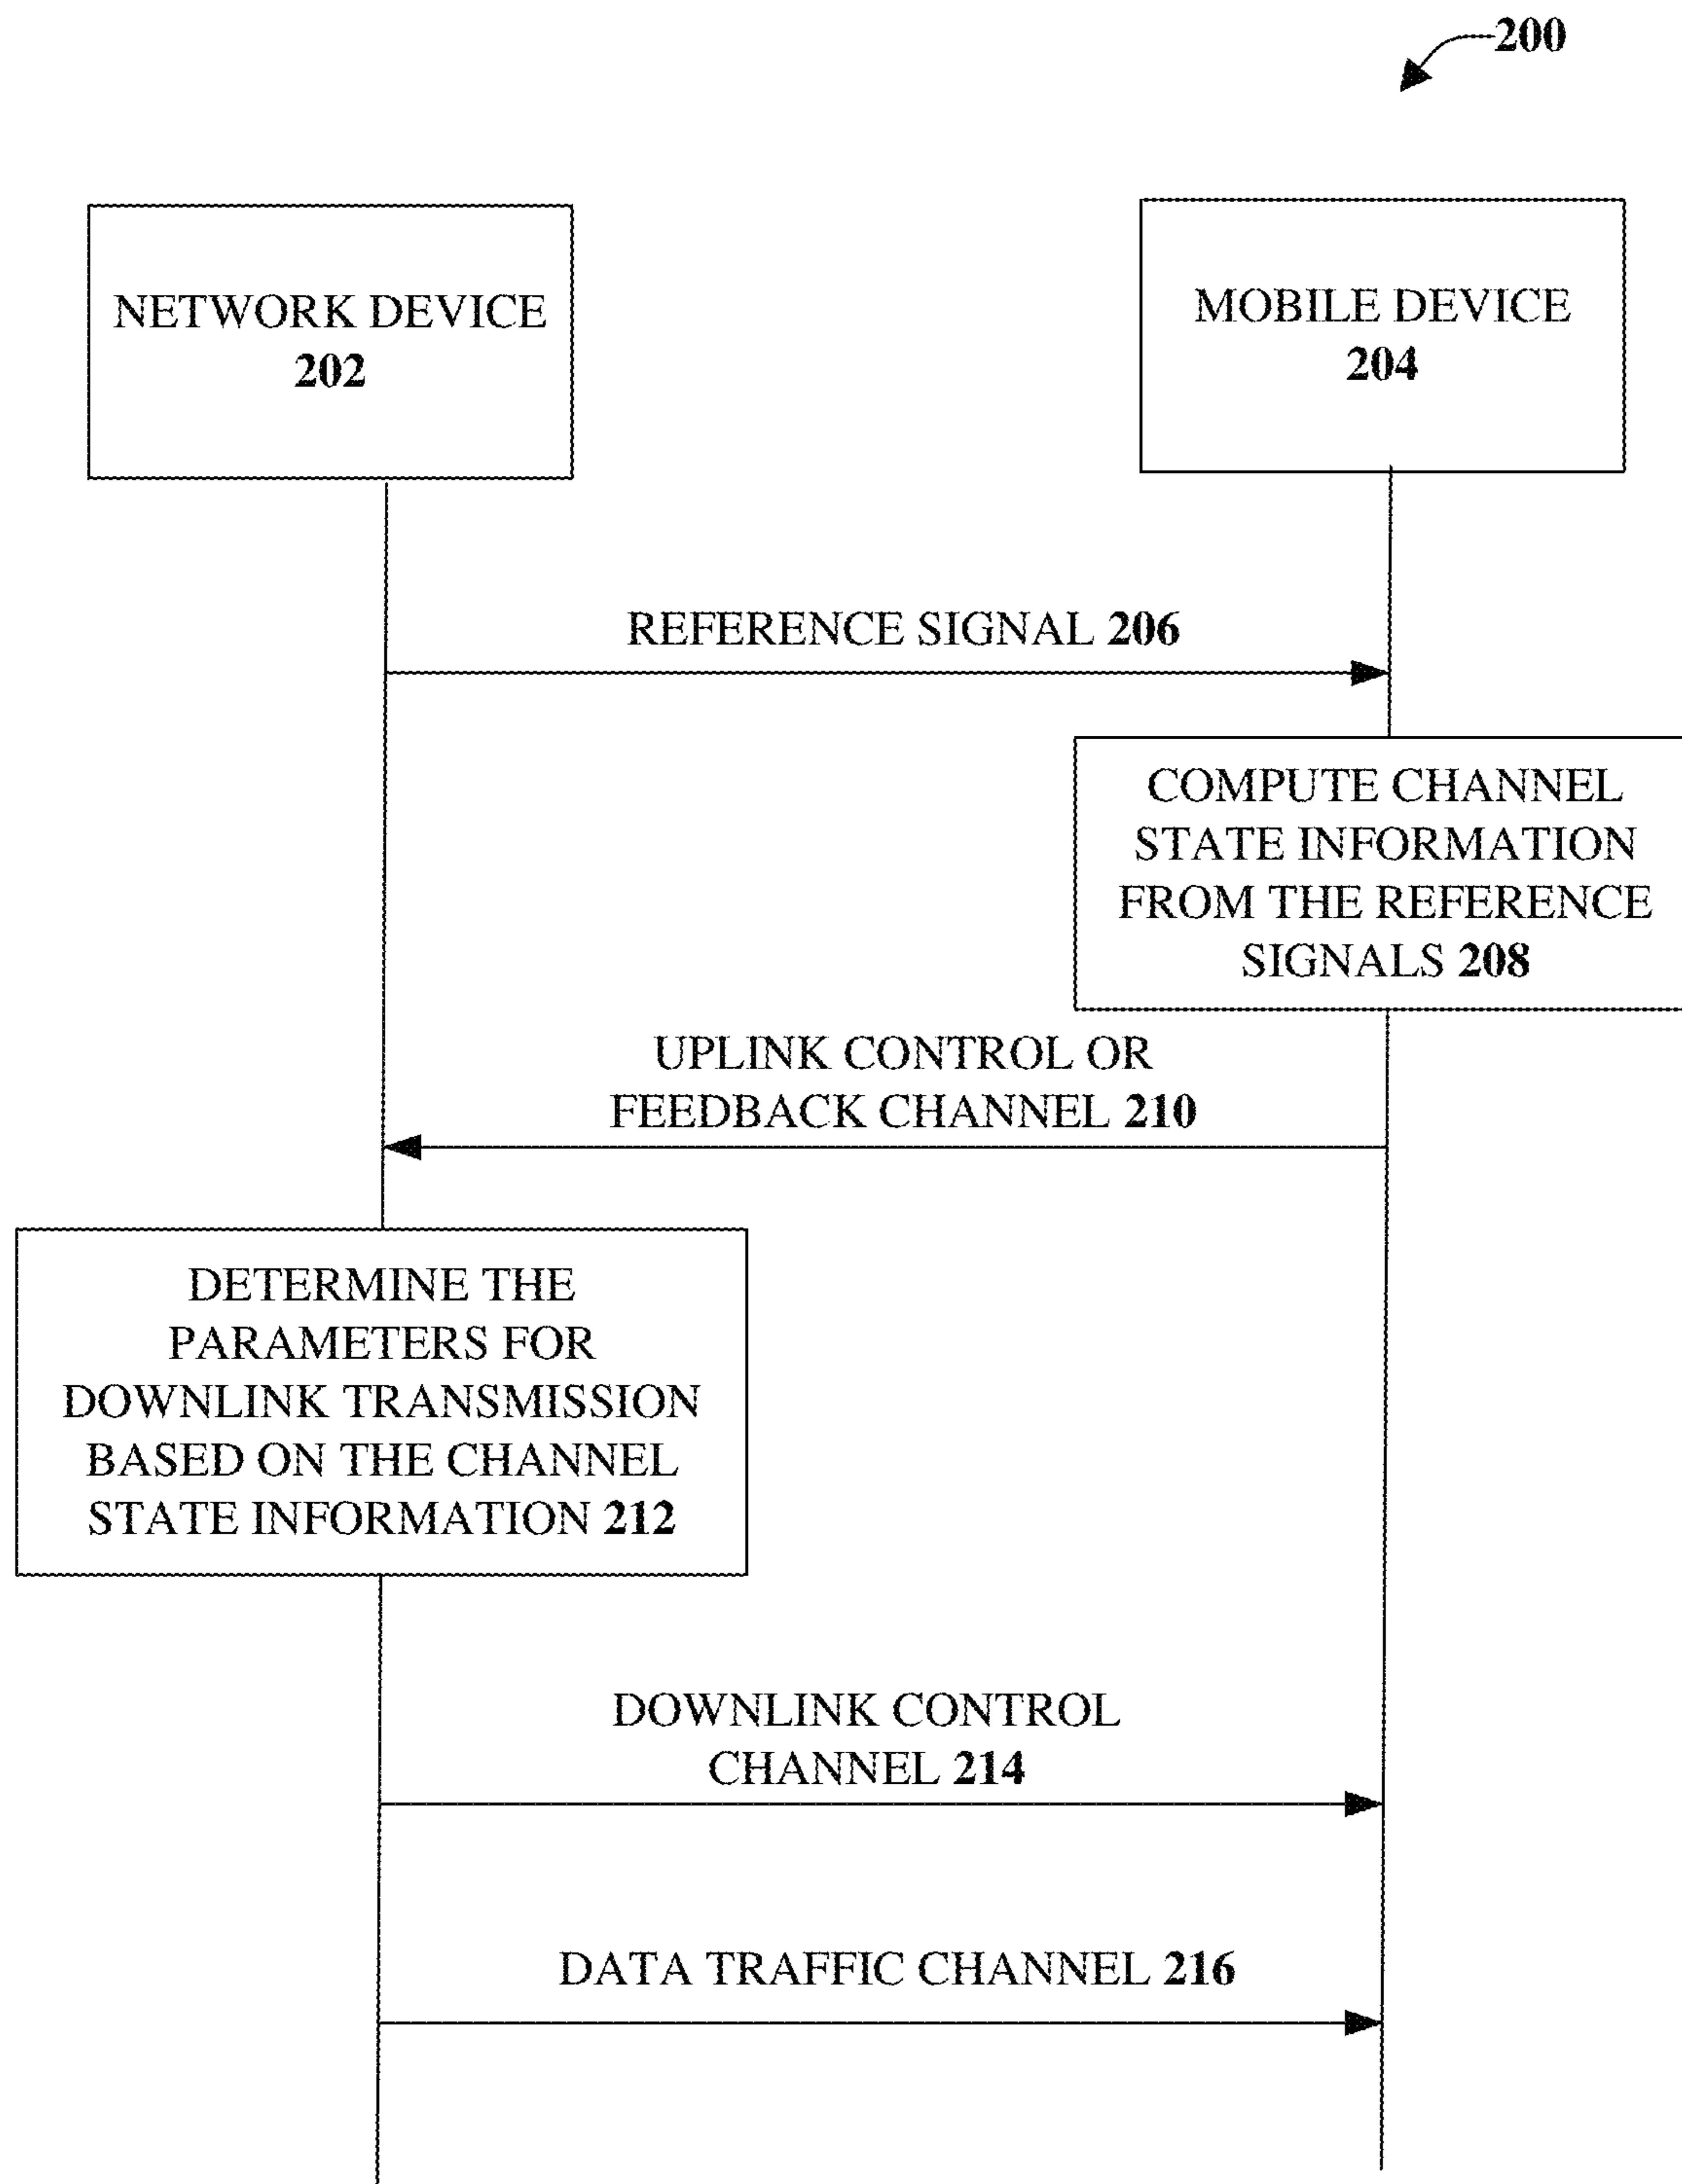 200
NETWORK DEVICE
202
MOBILE DEVICE
204
REFERENCE SIGNAL 206
COMPUTE CHANNEL
STATE INFORMATION
FROM THE REFERENCE
SIGNALS 208
UPLINK CONTROL OR
FEEDBACK CHANNEL 210
DETERMINE THE
PARAMETERS FOR
DOWNLINK TRANSMISSION
BASED ON THE CHANNEL
STATE INFORMATION 212
DOWNLINK CONTROL
CHANNEL 214
DATA TRAFFIC CHANNEL 216